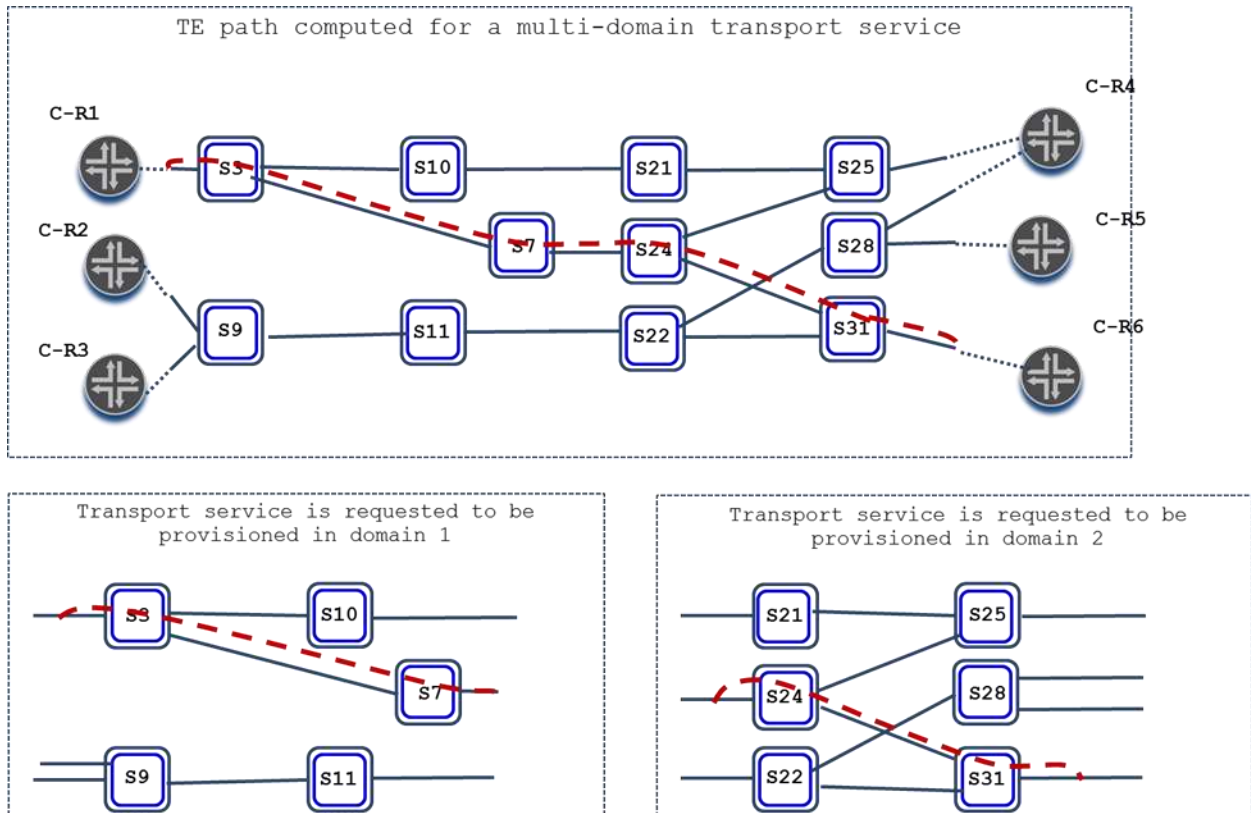 TE path computed for a multi-domain transport service
C-R1
C-R4
S3
S10
S21
S25
C-R2
C-R5
S7
S24
S28
C-R3
C-R6
S9
S11
S22
S31
Transport service is requested to be
provisioned in domain 1
S3
S10
S7
S9
S11
Transport service is requested to be
provisioned in domain 2
S21
S25
S24
S28
S22
S31